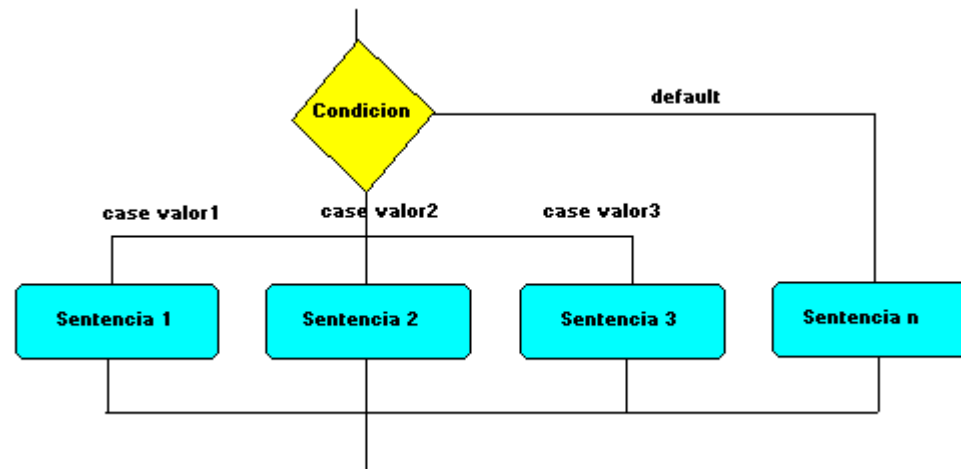 Condicion
default
case valor1
case valor2
case valor3
Sentencia 1
Sentencia 2
Sentencia 3
Sentencia n